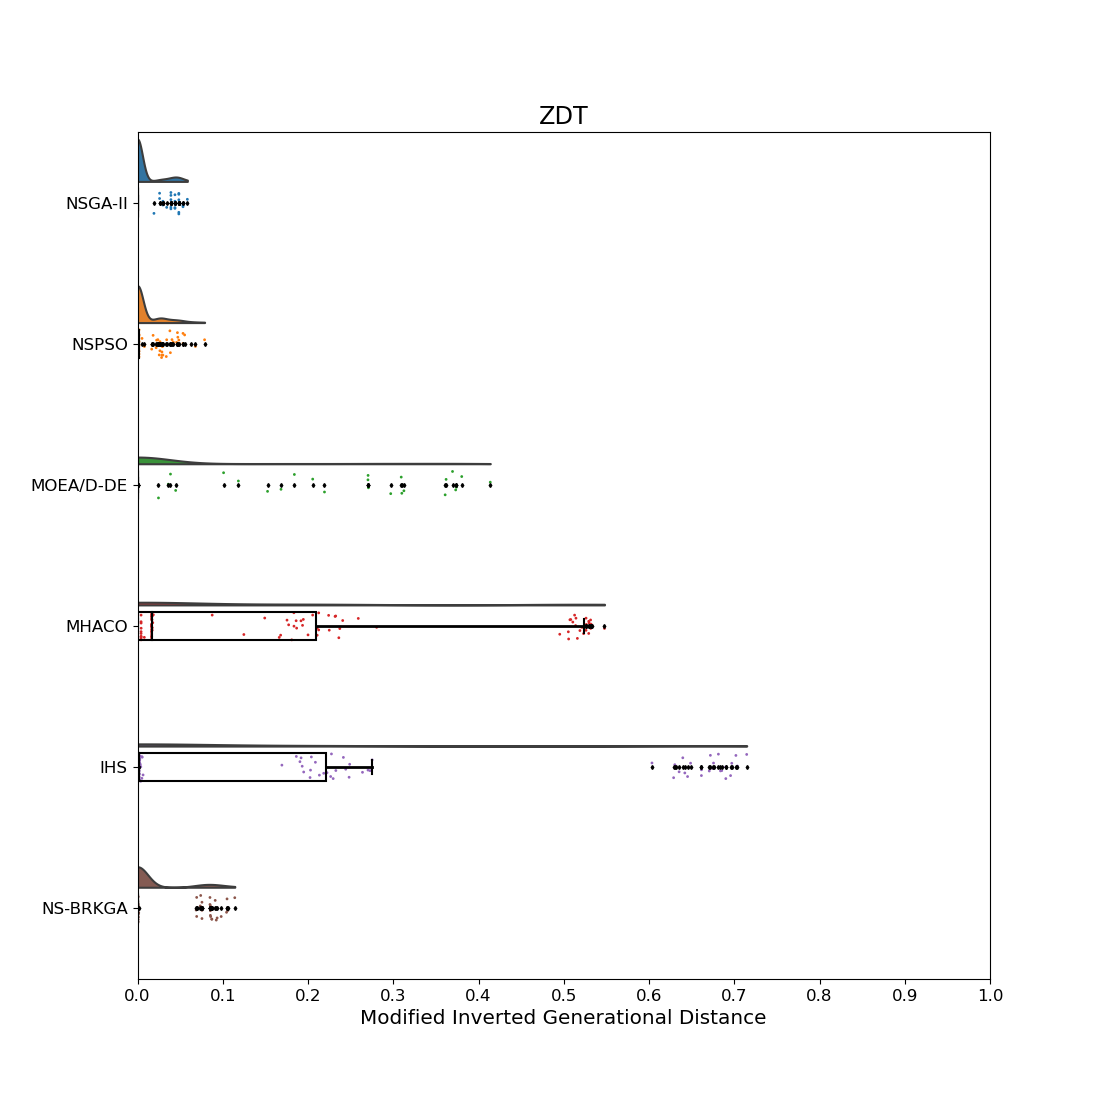 ZDT
NSGA-II
NSPSO
MOEA/D-DE
MHACO
IHS
NS-BRKGA
0.0 0.1 0.2 0.3 0.4 0.5 0.6 0.7 0.8 0.9 1.0
Modified Inverted Generational Distance